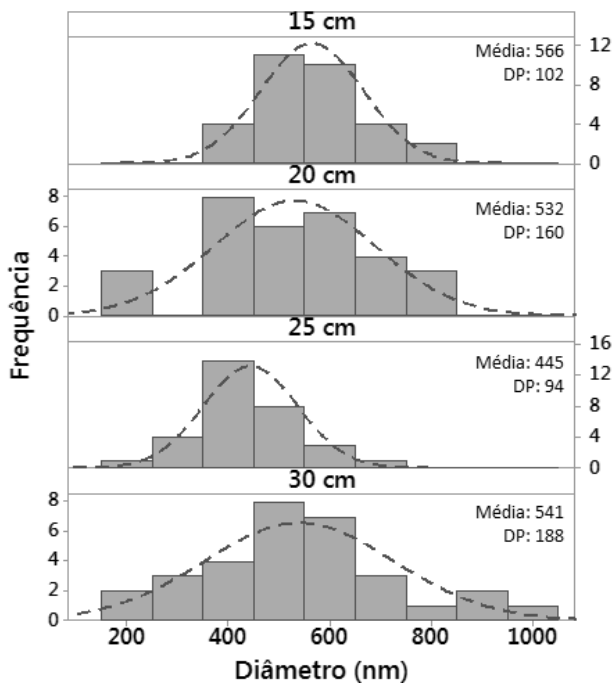 15 cm
Média: 566
DP: 102
12
8
4
0
20 cm
Média: 532
DP: 160
8
6
4
2
0
25 cm
Média: 445
DP: 94
16
12
8
4
0
30 cm
Média: 541
DP: 188
8
6
4
2
0
200 400 600 800 1000
Frequência
Diâmetro (nm)